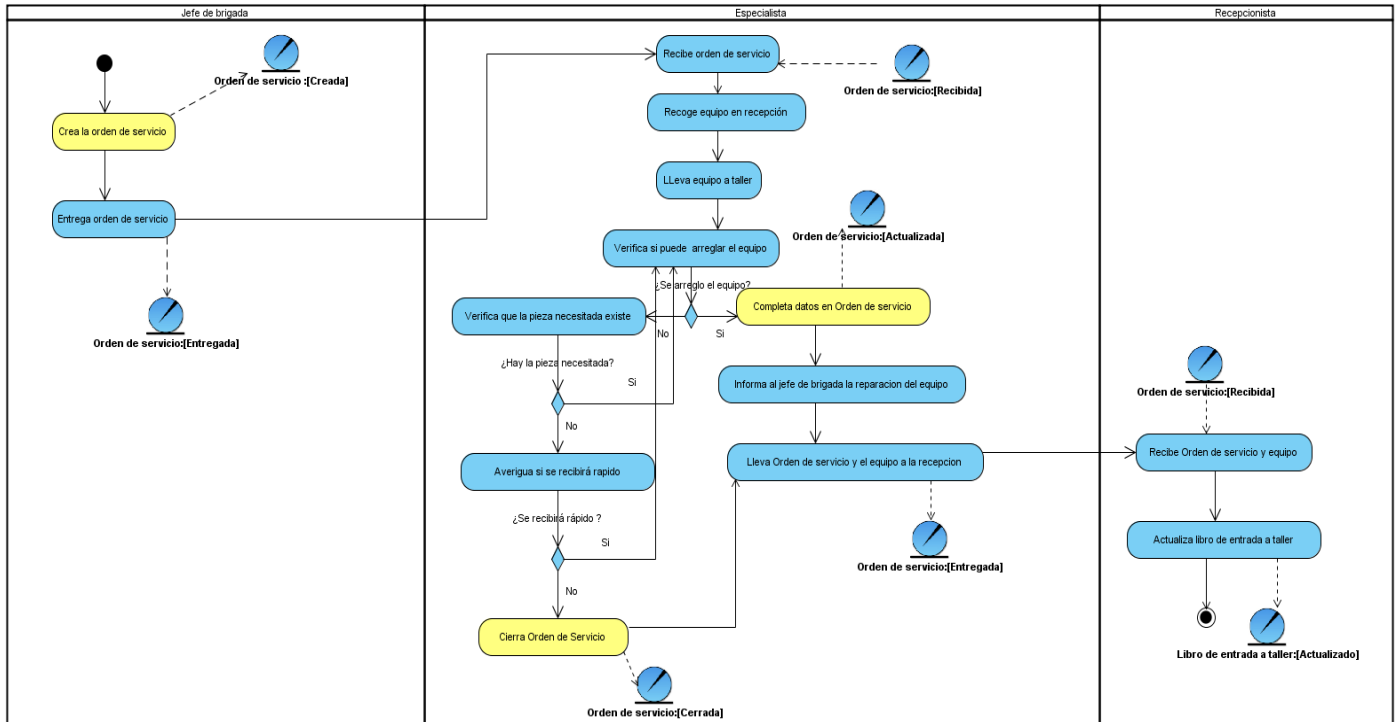 Jefe de brigada
Especialista
Recepcionista
Orden de servicio :[Creada]
Crea la orden de servicio
Entrega orden de servicio
Orden de servicio:[Entregada]
Recibe orden de servicio
Orden de servicio:[Recibida]
Recoge equipo en recepción
LLeva equipo a taller
Orden de servicio:[Actualizada]
Verifica si puede arreglar el equipo
¿Se arreglo el equipo?
Verifica que la pieza necesitada existe
No
Si
Completa datos en Orden de servicio
¿Hay la pieza necesitada?
Si
No
Informa al jefe de brigada la reparacion del equipo
Averigua si se recibirá rapido
Lleva Orden de servicio y el equipo a la recepcion
¿Se recibirá rápido ?
Si
No
Orden de servicio:[Entregada]
Cierra Orden de Servicio
Orden de servicio:[Cerrada]
Orden de servicio:[Recibida]
Recibe Orden de servicio y equipo
Actualiza libro de entrada a taller
Libro de entrada a taller:[Actualizado]